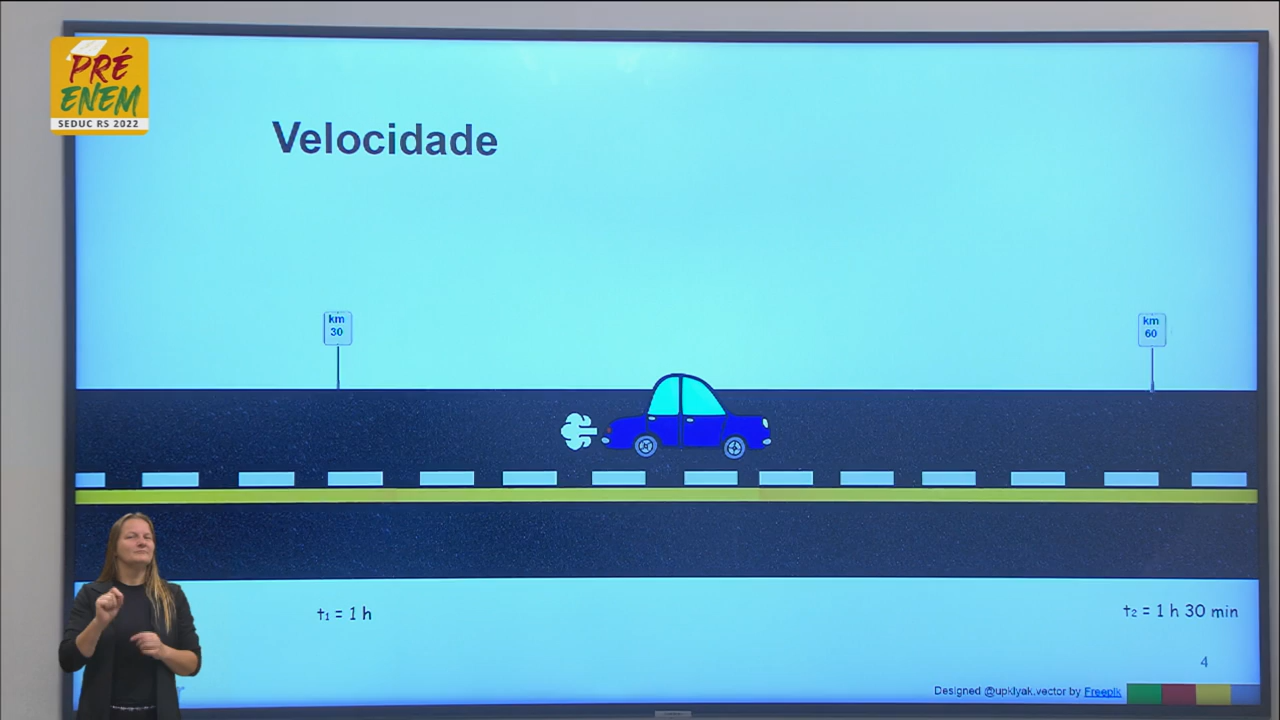 PRÉ
ENEM
SEDUC RS 2022
Velocidade
km
30
km
60
t₁ = 1 h
t₂ = 1 h 30 min
4
Designed @upklyak.vector by Freepik